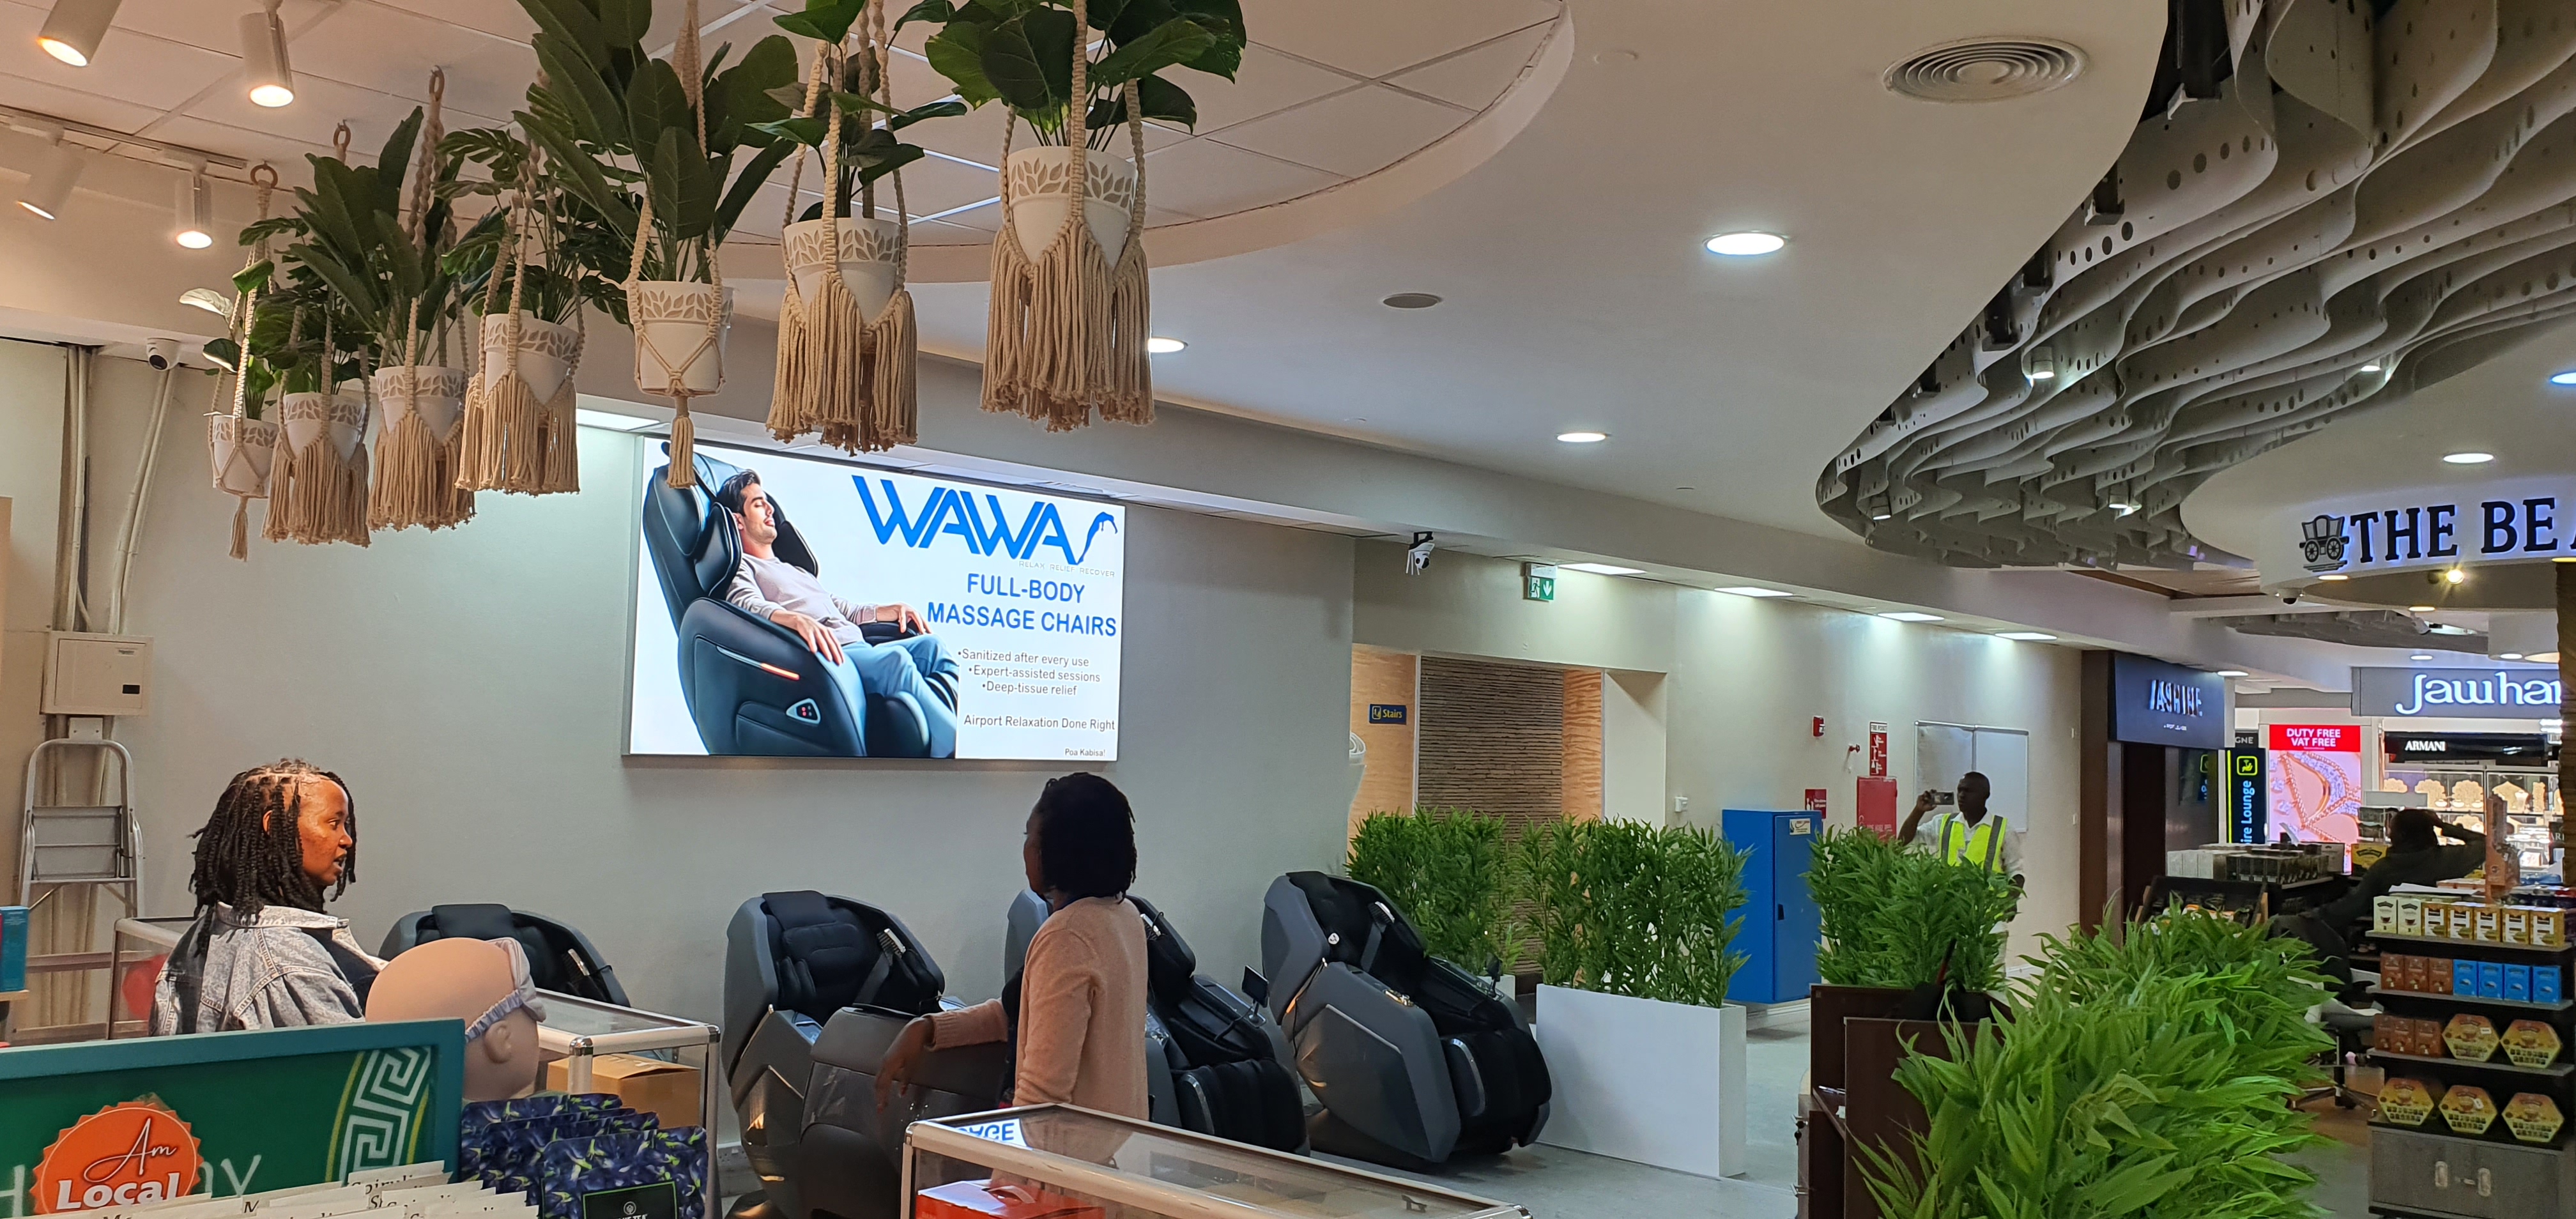 WAWA
RELAX RELIEF RECOVER
FULL-BODY
MASSAGE CHAIRS
•Sanitized after every use
•Expert-assisted sessions
•Deep-tissue relief
Airport Relaxation Done Right
Poa Kabisa!
Stairs
THE BE
Jawhar
DUTY FREE
VAT FREE
ARMANI
Lounge
Am
Local
Spirulin